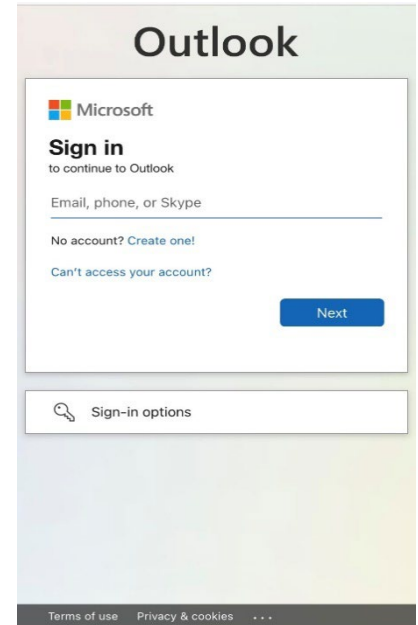 Outlook
Microsoft
Sign in
to continue to Outlook
Email, phone, or Skype
No account? Create one!
Can't access your account?
Next
Sign-in options
Terms of use Privacy & cookies ...